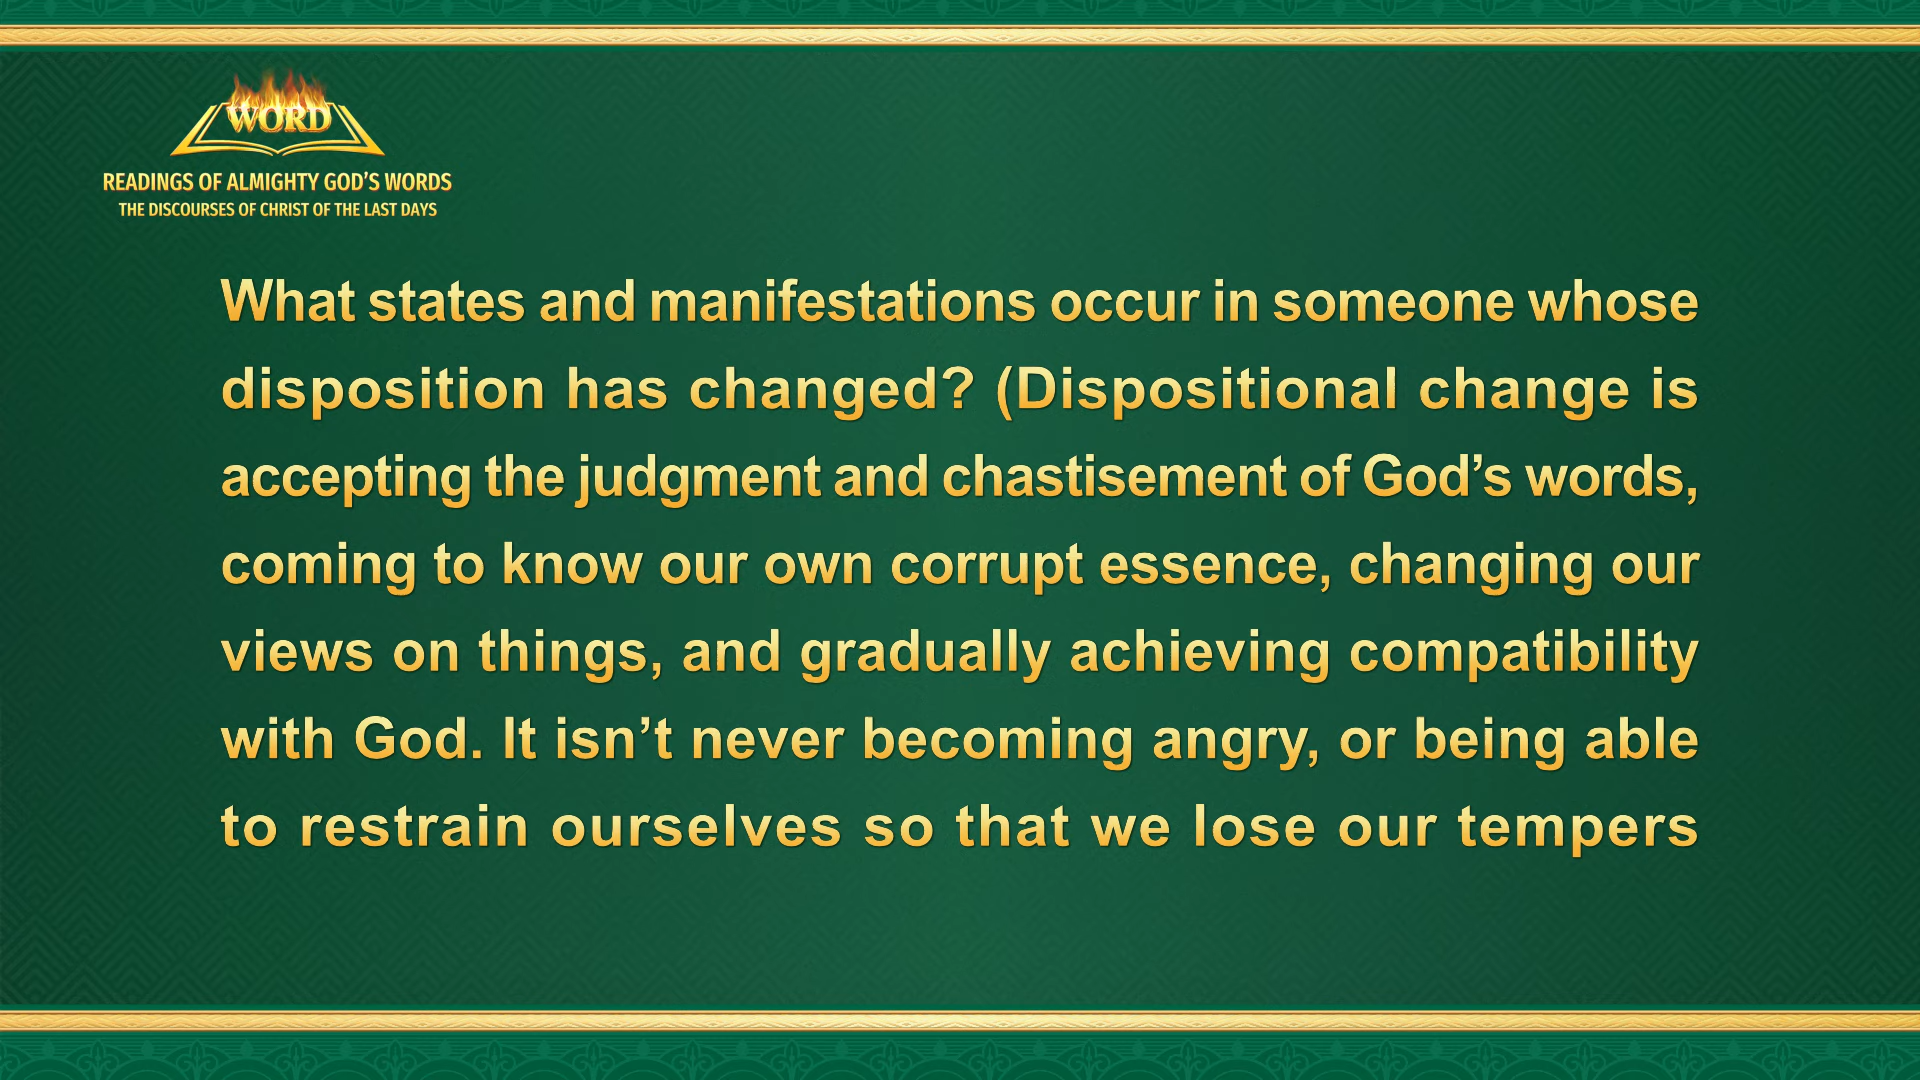 WORD
READINGS OF ALMIGHTY GOD’S WORDS
THE DISCOURSES OF CHRIST OF THE LAST DAYS
What states and manifestations occur in someone whose
disposition has changed? (Dispositional change is
accepting the judgment and chastisement of God’s words,
coming to know our own corrupt essence, changing our
views on things, and gradually achieving compatibility
with God. It isn’t never becoming angry, or being able
to restrain ourselves so that we lose our tempers